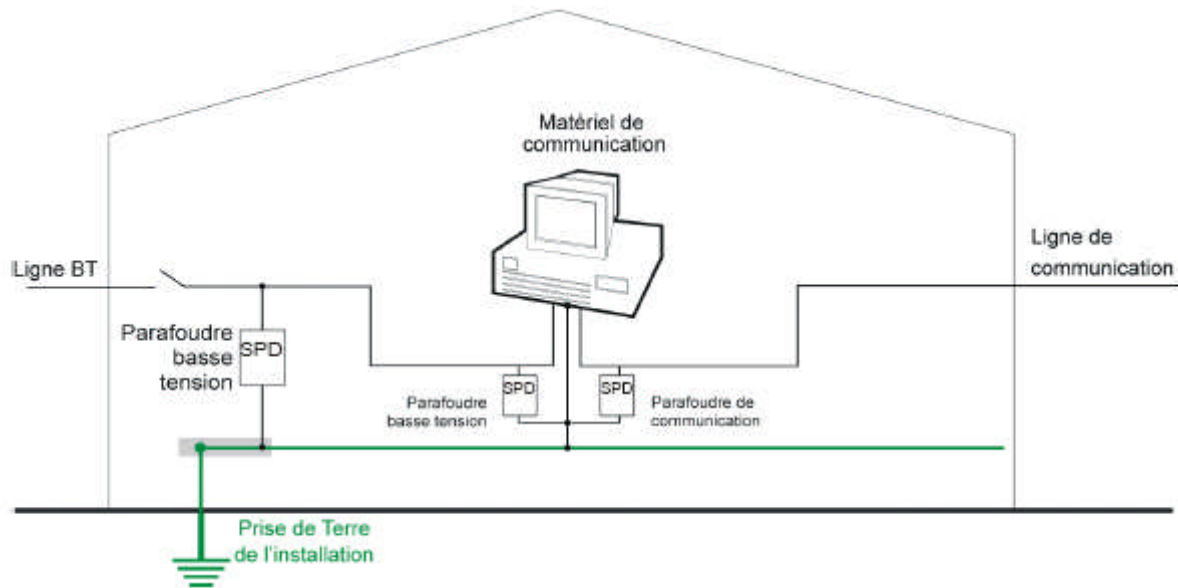 Matériel de
communication
Ligne BT
Ligne de
communication
Parafoudre
basse
tension
SPD
SPD
SPD
Parafoudre
basse tension
Parafoudre de
communication
Prise de Terre
de l'installation